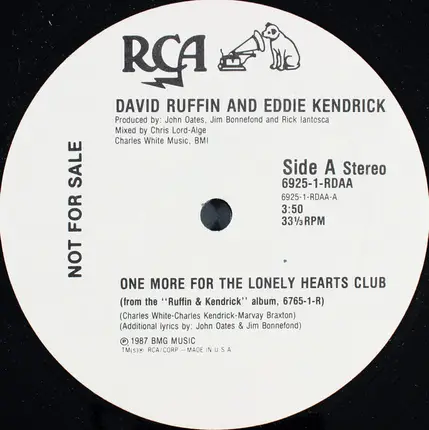 RCA
DAVID RUFFIN AND EDDIE KENDRICK
Produced by: John Oates, Jim Bonnefond and Rick Iantosca
Mixed by Chris Lord-Alge
Charles White Music, BMI
NOT FOR SALE
Side A Stereo
6925-1-RDAA
6925-1-RDAA-A
3:50
33⅓ RPM
ONE MORE FOR THE LONELY HEARTS CLUB
(from the "Ruffin & Kendrick" album, 6765-1-R)
(Charles White-Charles Kendrick-Marvay Braxton)
(Additional lyrics by: John Oates & Jim Bonnefond)
℗ 1987 BMG MUSIC
TM(s)® RCA/CORP.—MADE IN U.S.A.